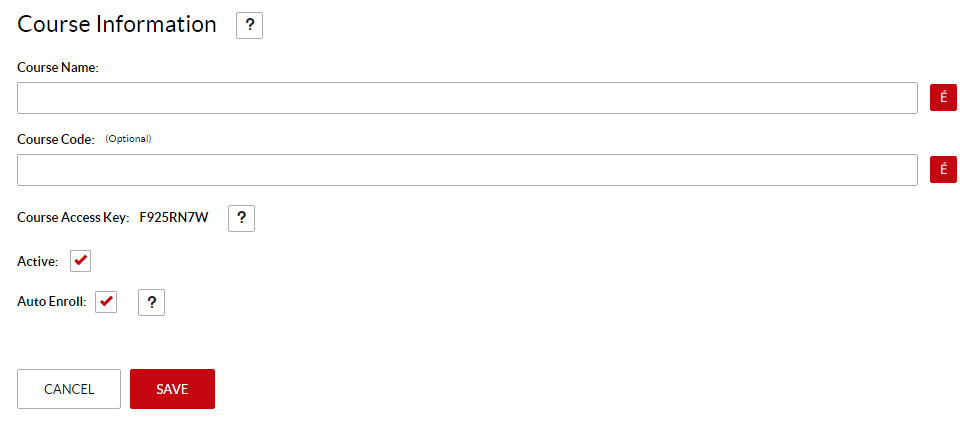 Course Information ?
Course Name:
É
Course Code: (Optional)
É
Course Access Key: F925RN7W ?
Active:
Auto Enroll: ?
CANCEL SAVE